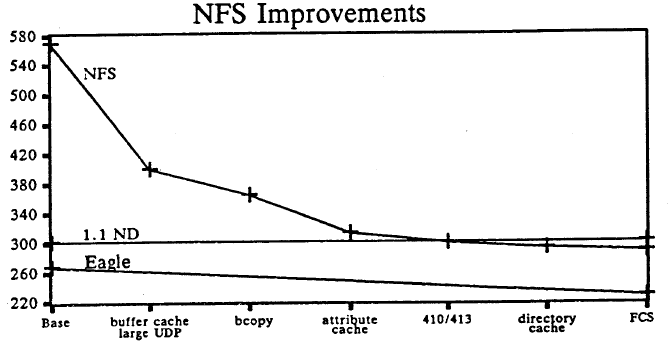 NFS Improvements
580
540
500
460
420
380
340
300
260
220
NFS
1.1 ND
Eagle
Base
buffer cache
large UDP
bcopy
attribute
cache
410/413
directory
cache
FCS